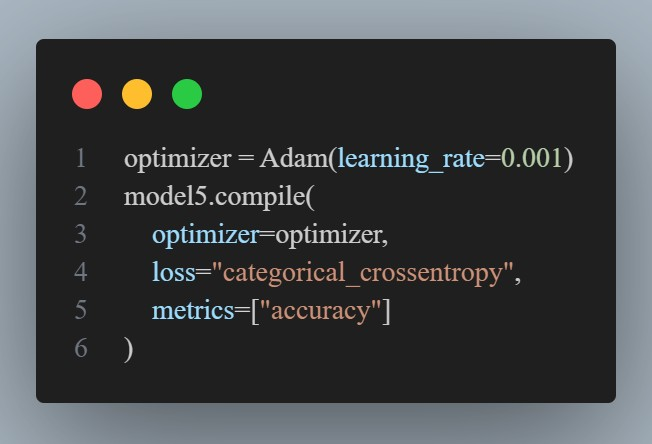 1 optimizer = Adam(learning_rate=0.001)
2 model5.compile(
3     optimizer=optimizer,
4     loss="categorical_crossentropy",
5     metrics=["accuracy"]
6 )